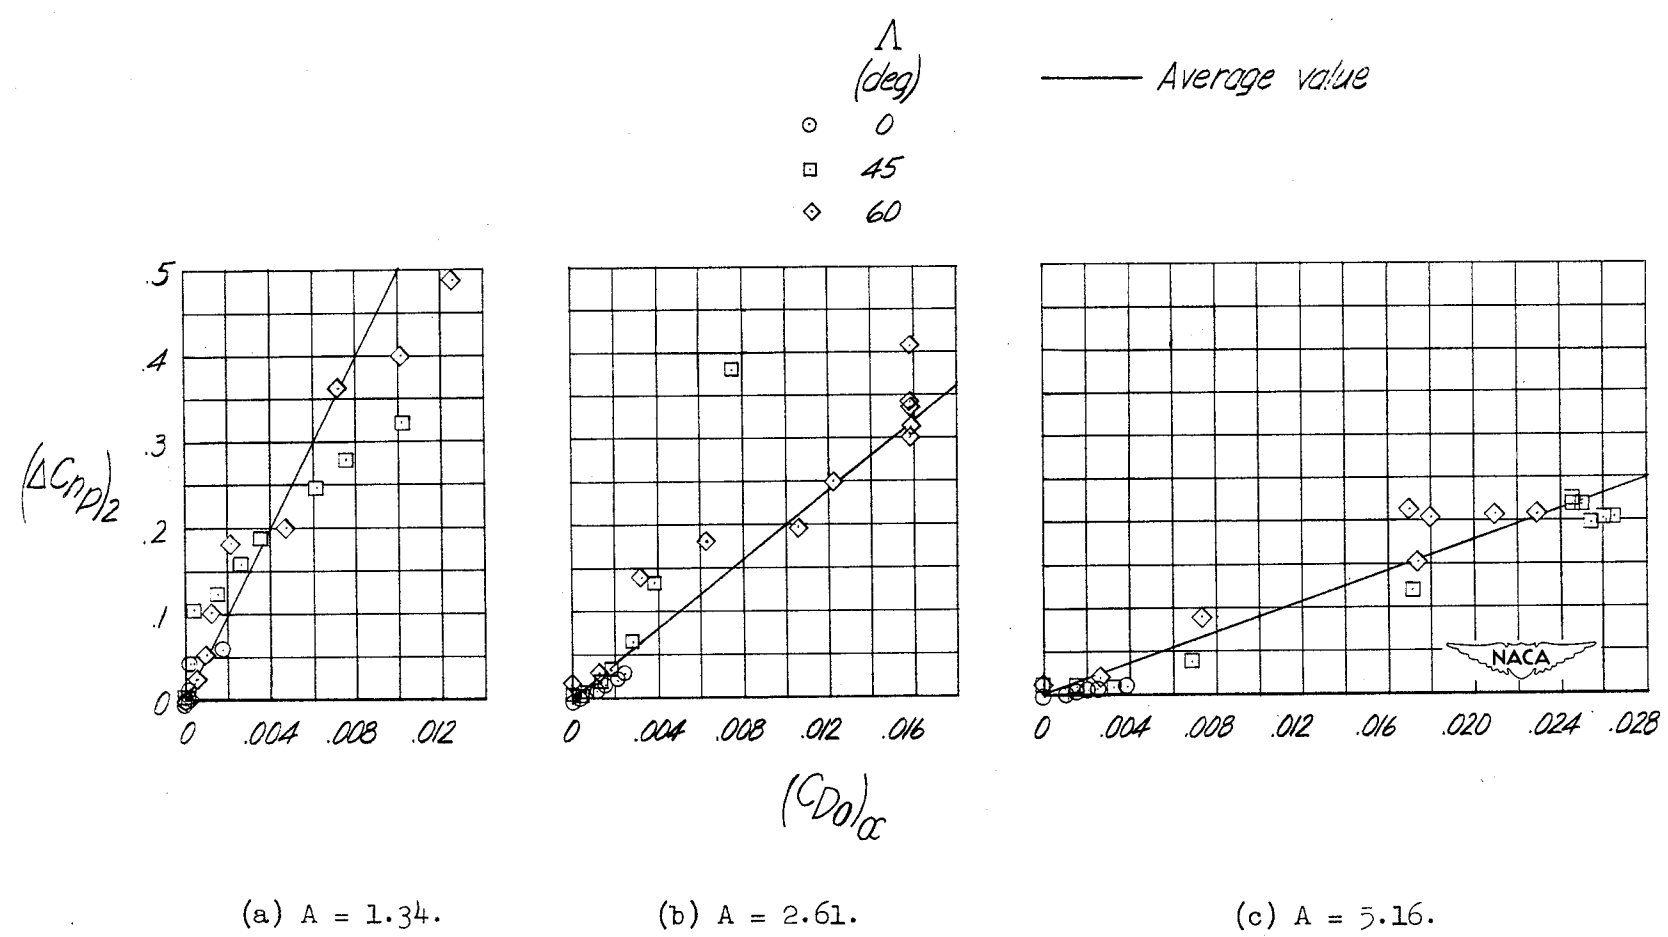 Λ
(deg)
0
45
60
Average value
(ΔCnp)2
.5
.4
.3
.2
.1
0
0 .004 .008 .012
0 .004 .008 .012 .016
0 .004 .008 .012 .016 .020 .024 .028
NACA
(CD0)α
(a) A = 1.34.
(b) A = 2.61.
(c) A = 5.16.